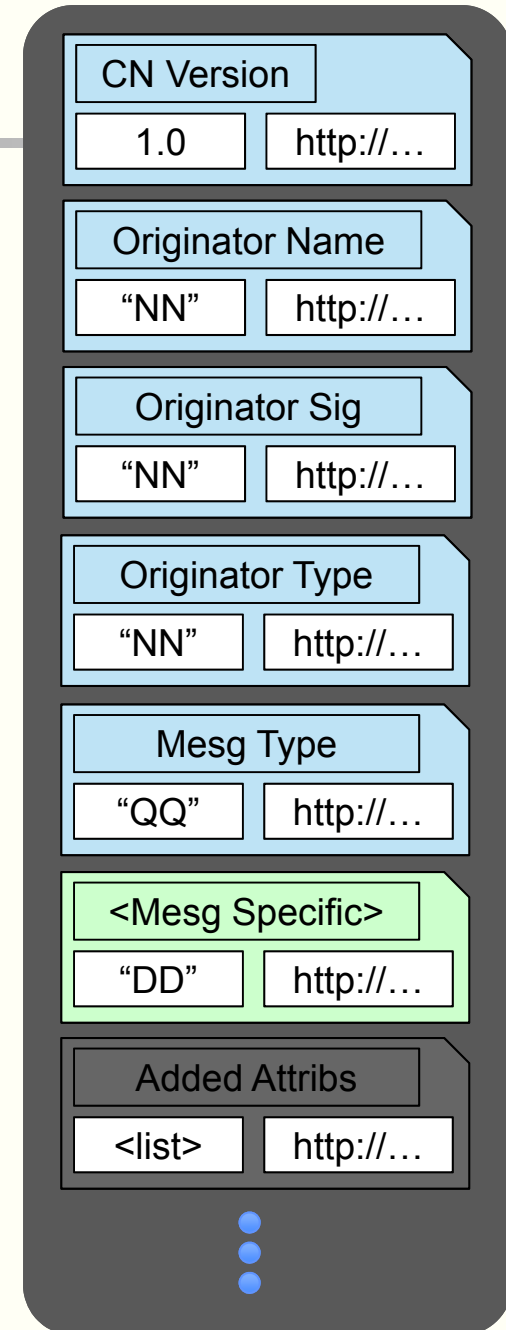 CN Version
1.0 http://…
Originator Name
“NN” http://…
Originator Sig
“NN” http://…
Originator Type
“NN” http://…
Mesg Type
“QQ” http://…
<Mesg Specific>
“DD” http://…
Added Attribs
<list> http://…